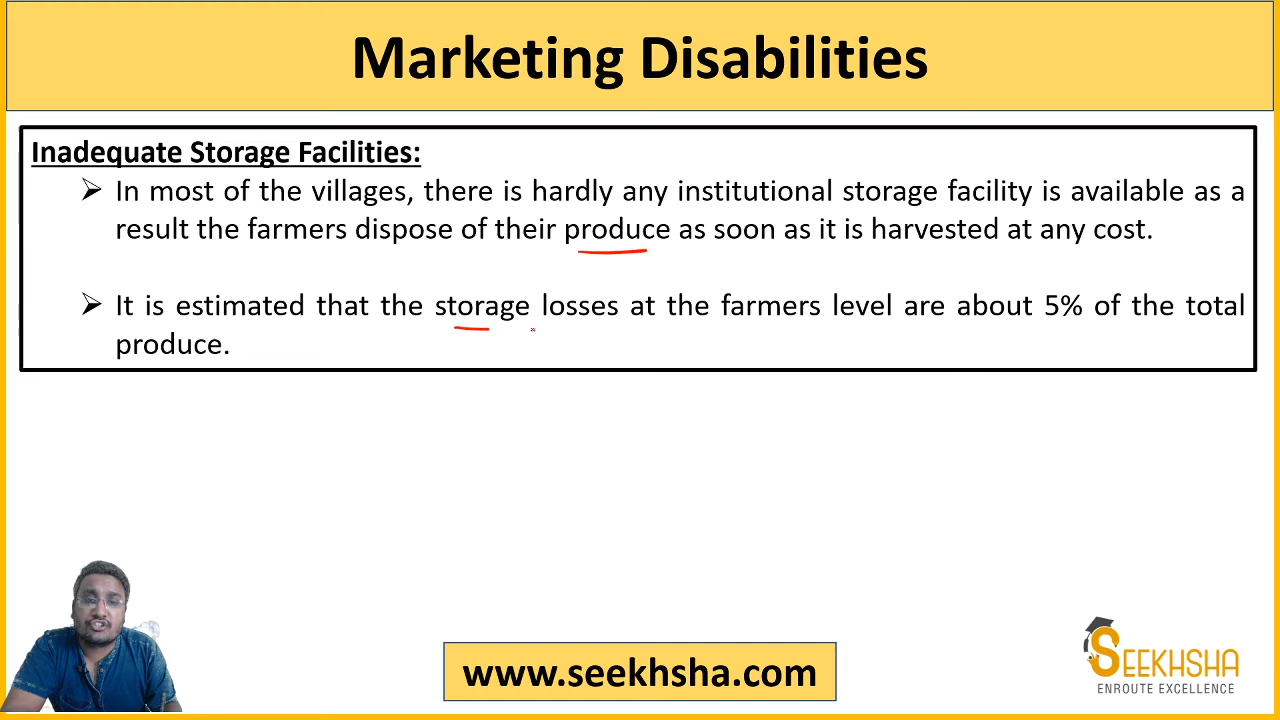 Marketing Disabilities
Inadequate Storage Facilities:
➢ In most of the villages, there is hardly any institutional storage facility is available as a
result the farmers dispose of their produce as soon as it is harvested at any cost.
➢ It is estimated that the storage losses at the farmers level are about 5% of the total
produce.
www.seekhsha.com
SEEKHSHA
ENROUTE EXCELLENCE